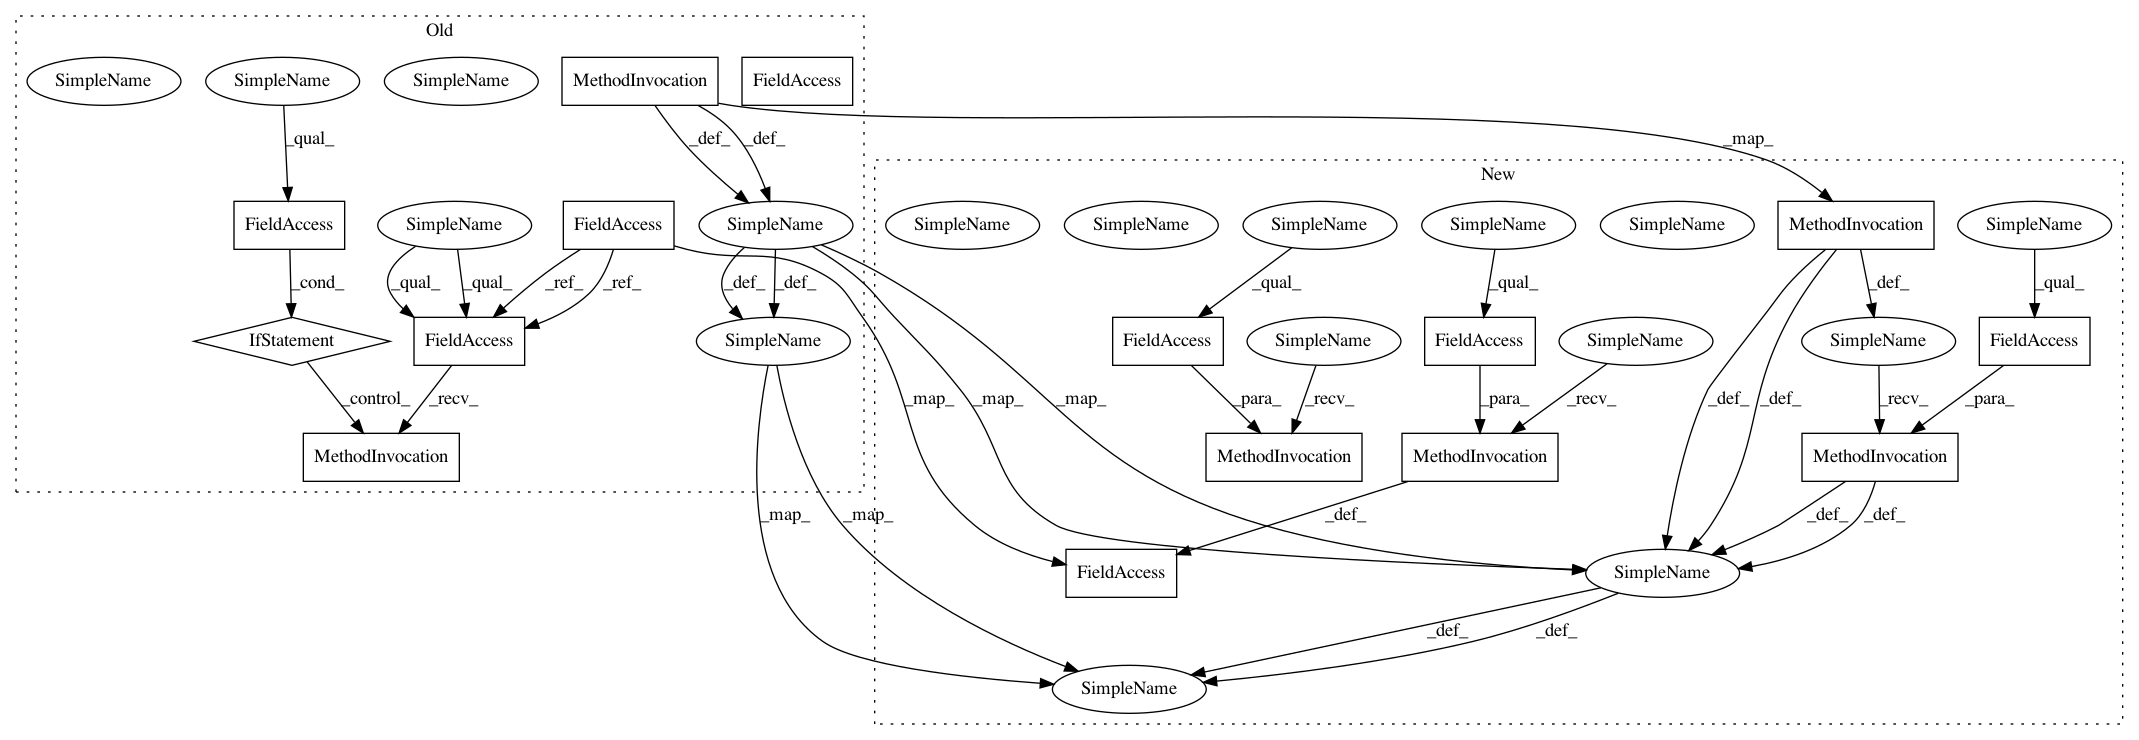 Old
SimpleName
SimpleName
SimpleName
MethodInvocation
FieldAccess
_qual_
_def_
_def_
_map_
New
FieldAccess
SimpleName
FieldAccess
SimpleName
SimpleName
SimpleName
SimpleName
SimpleName
SimpleName
MethodInvocation
SimpleName
_cond_
_qual_
_qual_
_ref_
_ref_
_def_
_def_
_qual_
_qual_
_def_
_qual_
IfStatement
FieldAccess
SimpleName
FieldAccess
SimpleName
FieldAccess
SimpleName
SimpleName
FieldAccess
_control_
_recv_
_map_
_map_
_map_
_para_
_recv_
_para_
_recv_
_def_
_def_
_recv_
_para_
MethodInvocation
MethodInvocation
MethodInvocation
MethodInvocation
_map_
_map_
_def_
_def_
_def_
FieldAccess
SimpleName
_def_
_def_
SimpleName